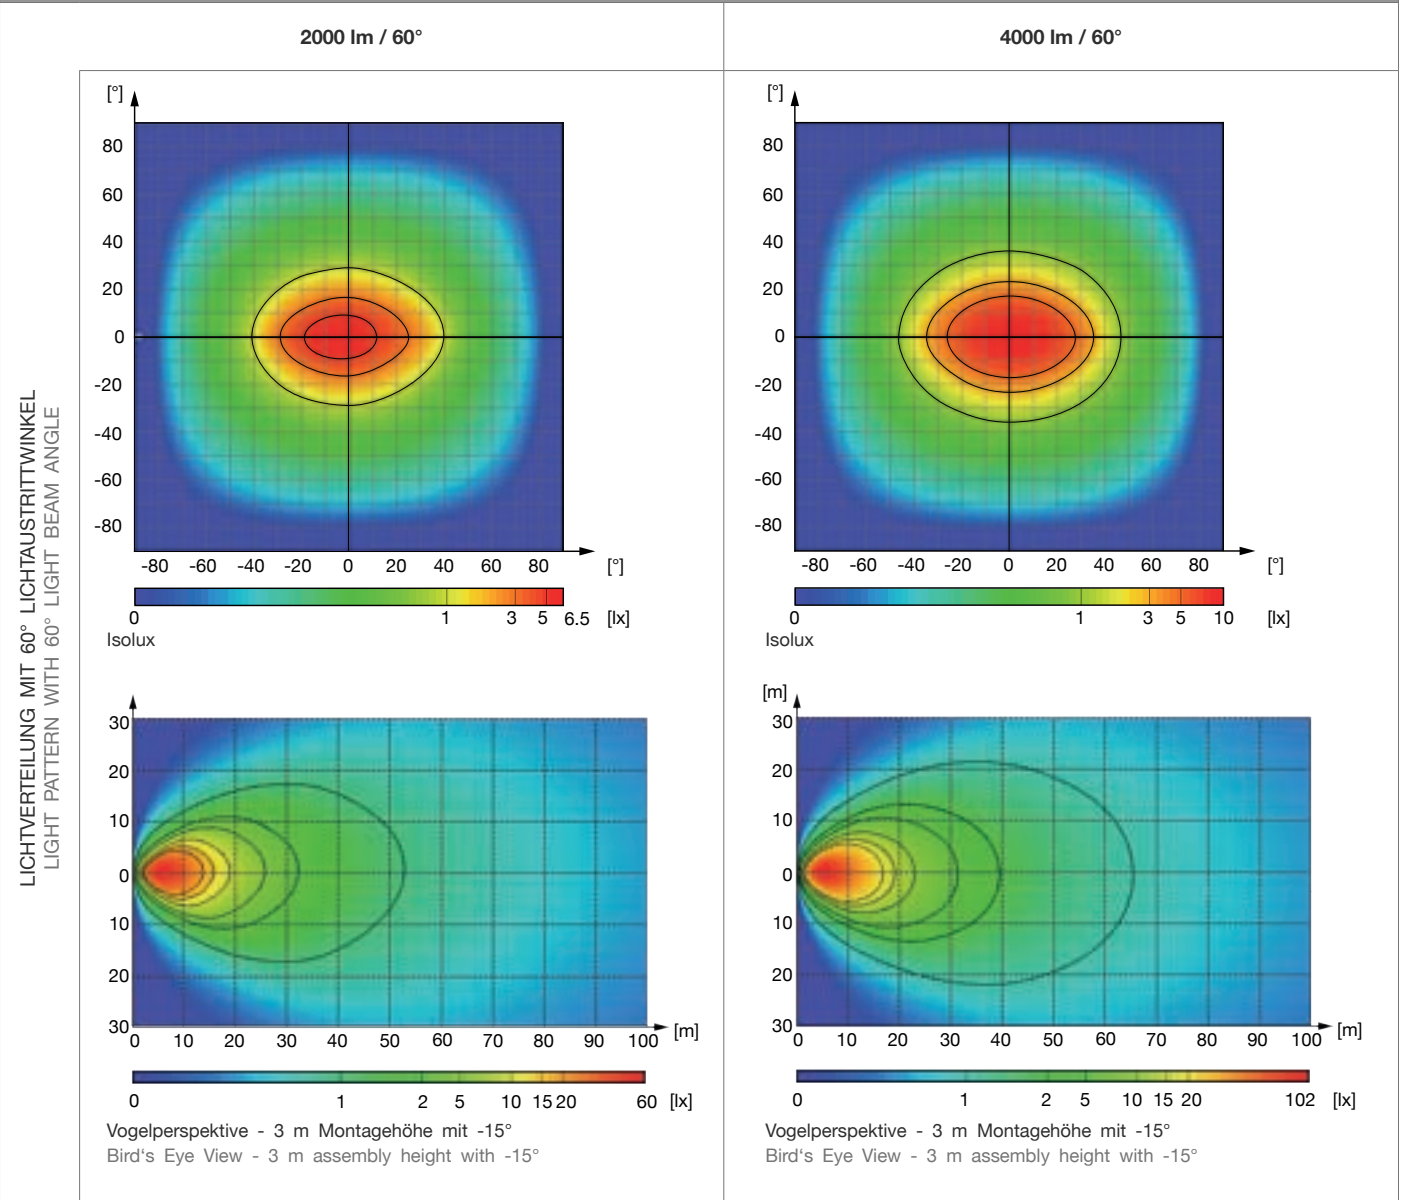 2000 lm / 60°
4000 lm / 60°
LICHTVERTEILUNG MIT 60° LICHTAUSTRITTWINKEL
LIGHT PATTERN WITH 60° LIGHT BEAM ANGLE
[°]
80
60
40
20
0
-20
-40
-60
-80
-80 -60 -40 -20 0 20 40 60 80 [°]
0 1 3 5 6.5 [lx]
Isolux
[°]
80
60
40
20
0
-20
-40
-60
-80
-80 -60 -40 -20 0 20 40 60 80 [°]
0 1 3 5 10 [lx]
Isolux
30
20
10
0
10
20
30
0 10 20 30 40 50 60 70 80 90 100 [m]
0 1 2 5 10 15 20 60 [lx]
Vogelperspektive - 3 m Montagehöhe mit -15°
Bird's Eye View - 3 m assembly height with -15°
[m]
30
20
10
0
10
20
30
0 10 20 30 40 50 60 70 80 90 100 [m]
0 1 2 5 10 15 20 102 [lx]
Vogelperspektive - 3 m Montagehöhe mit -15°
Bird's Eye View - 3 m assembly height with -15°